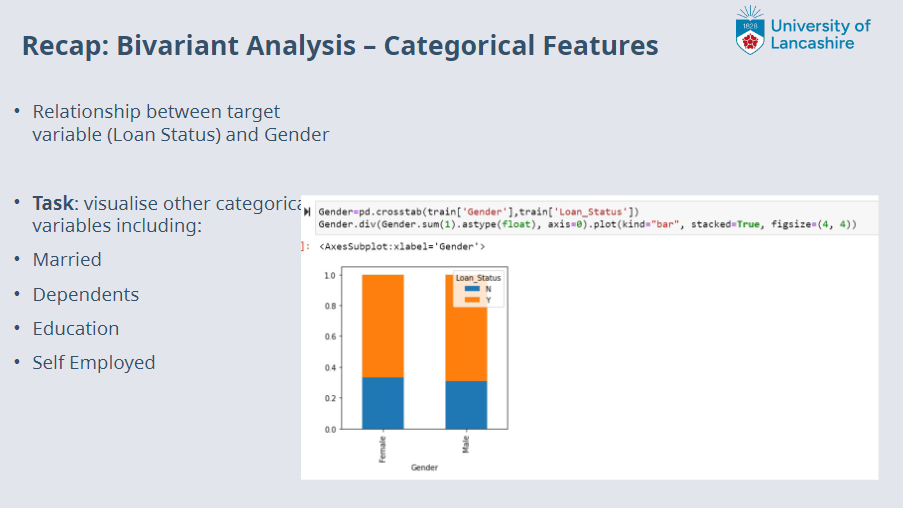 Recap: Bivariant Analysis – Categorical Features
1828
University of
Lancashire
• Relationship between target
variable (Loan Status) and Gender
• Task: visualise other categorica
variables including:
• Married
• Dependents
• Education
• Self Employed
Gender=pd.crosstab(train['Gender'],train['Loan_Status'])
Gender.div(Gender.sum(1).astype(float), axis=0).plot(kind="bar", stacked=True, figsize=(4, 4))
]: <AxesSubplot:xlabel='Gender'>
Loan_Status
N
Y
1.0
0.8
0.6
0.4
0.2
0.0
Female
Male
Gender